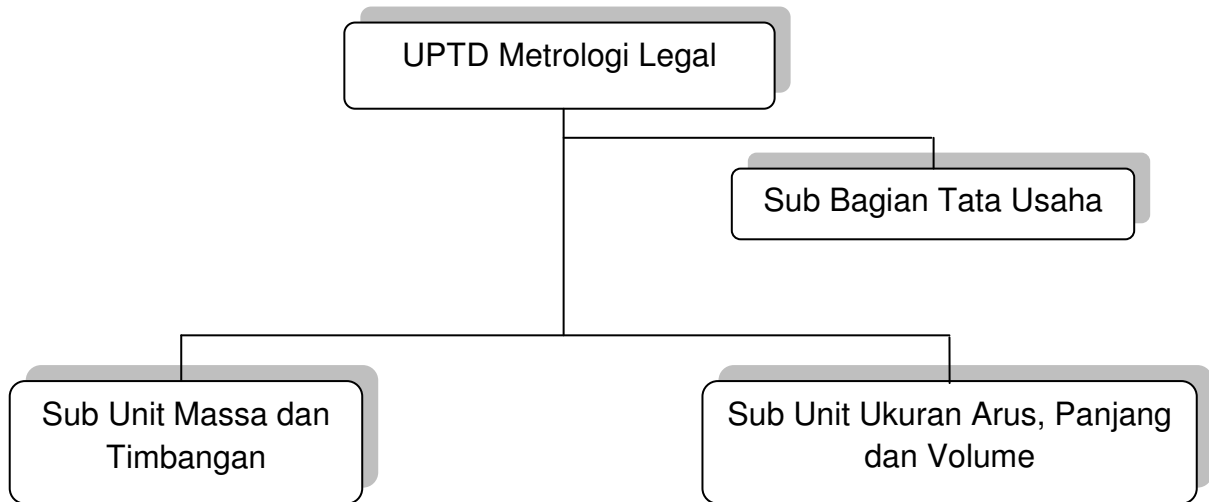 UPTD Metrologi Legal
Sub Bagian Tata Usaha
Sub Unit Massa dan
Timbangan
Sub Unit Ukuran Arus, Panjang
dan Volume